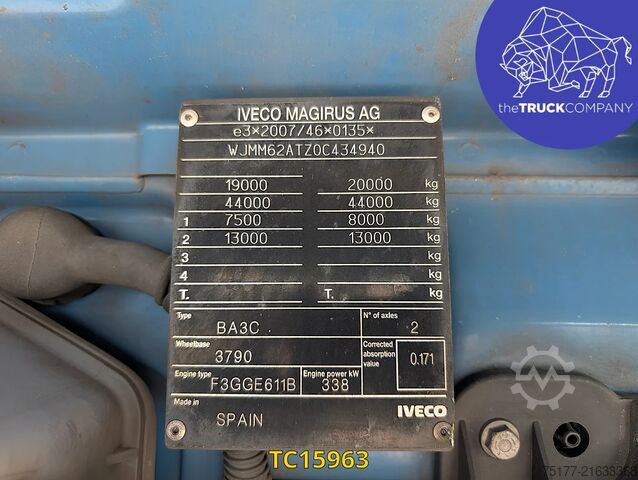 theTRUCKCOMPANY
IVECO MAGIRUS AG
e3*2007/46*0135*
WJMM62ATZ0C434940
19000 20000 kg
44000 44000 kg
1 7500 8000 kg
2 13000 13000 kg
3 kg
4 kg
T. T. kg
Type BA3C N° of axles 2
Wheelbase 3790 Corrected absorption value 0.171
Engine type F3GGE611B Engine power kW 338
Made in SPAIN IVECO
TC15963